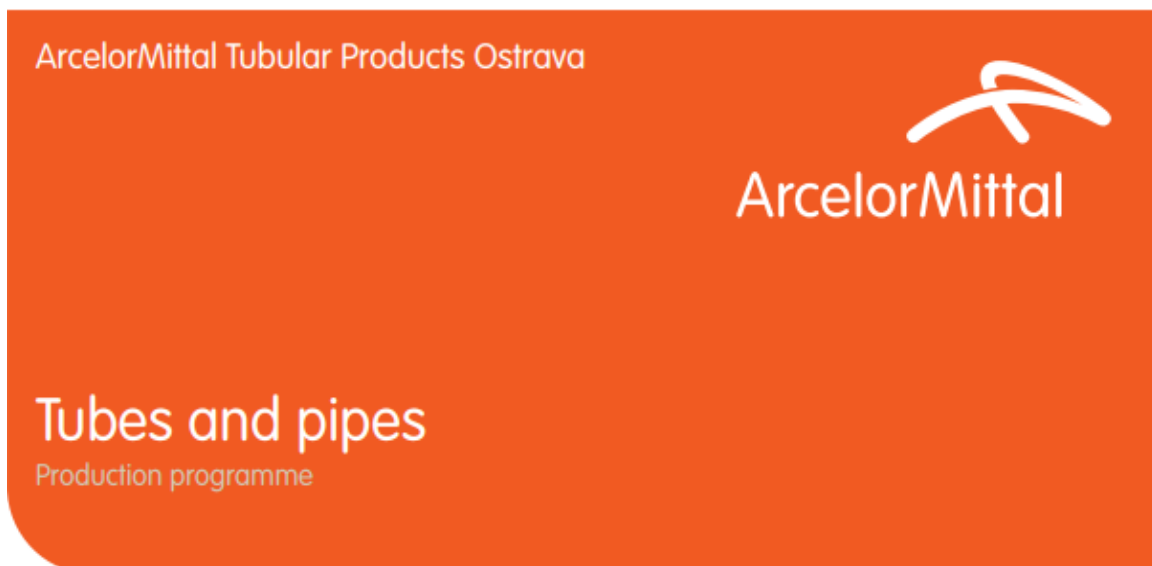 ArcelorMittal Tubular Products Ostrava
ArcelorMittal
Tubes and pipes
Production programme